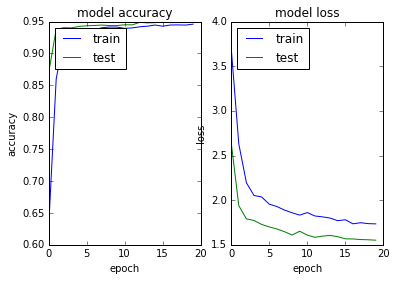 model accuracy
0.95
0.90
0.85
0.80
0.75
0.70
0.65
0.60
accuracy
train
test
0 5 10 15 20
epoch
model loss
4.0
3.5
3.0
2.5
2.0
1.5
loss
train
test
0 5 10 15 20
epoch